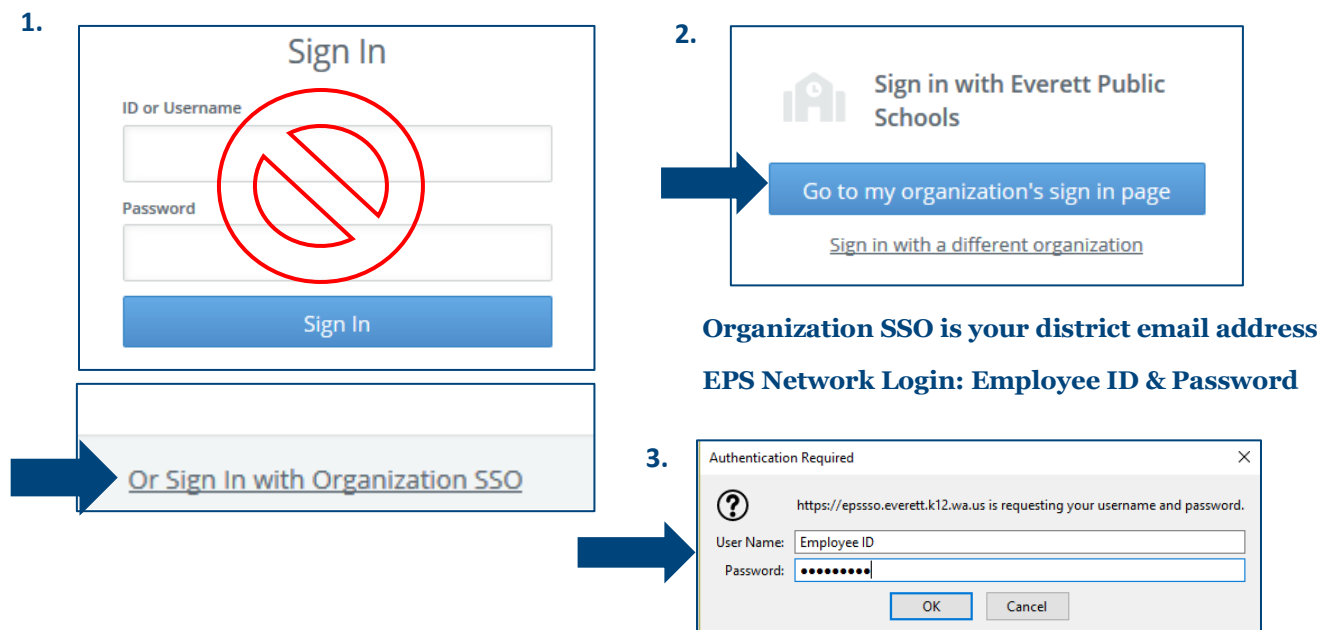 1.
Sign In
ID or Username
Password
Sign In
Or Sign In with Organization SSO
2.
Sign in with Everett Public
Schools
Go to my organization's sign in page
Sign in with a different organization
Organization SSO is your district email address
EPS Network Login: Employee ID & Password
3.
Authentication Required
https://epssso.everett.k12.wa.us is requesting your username and password.
User Name: Employee ID
Password: •••••••••
OK Cancel